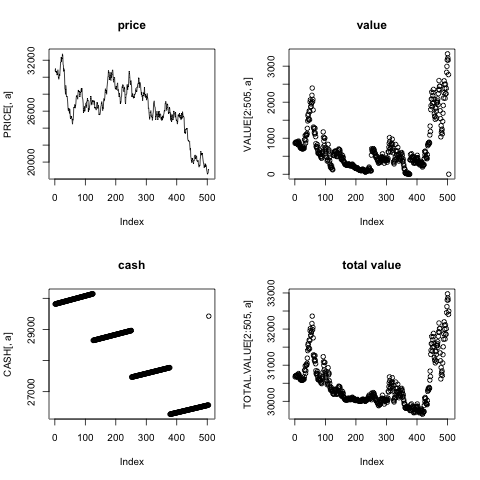 price
PRICE[, a]
20000 26000 32000
0 100 200 300 400 500
Index
value
VALUE[2:505, a]
0 1000 2000 3000
0 100 200 300 400 500
Index
cash
CASH[, a]
27000 29000
0 100 200 300 400 500
Index
total value
TOTAL.VALUE[2:505, a]
30000 31000 32000 33000
0 100 200 300 400 500
Index